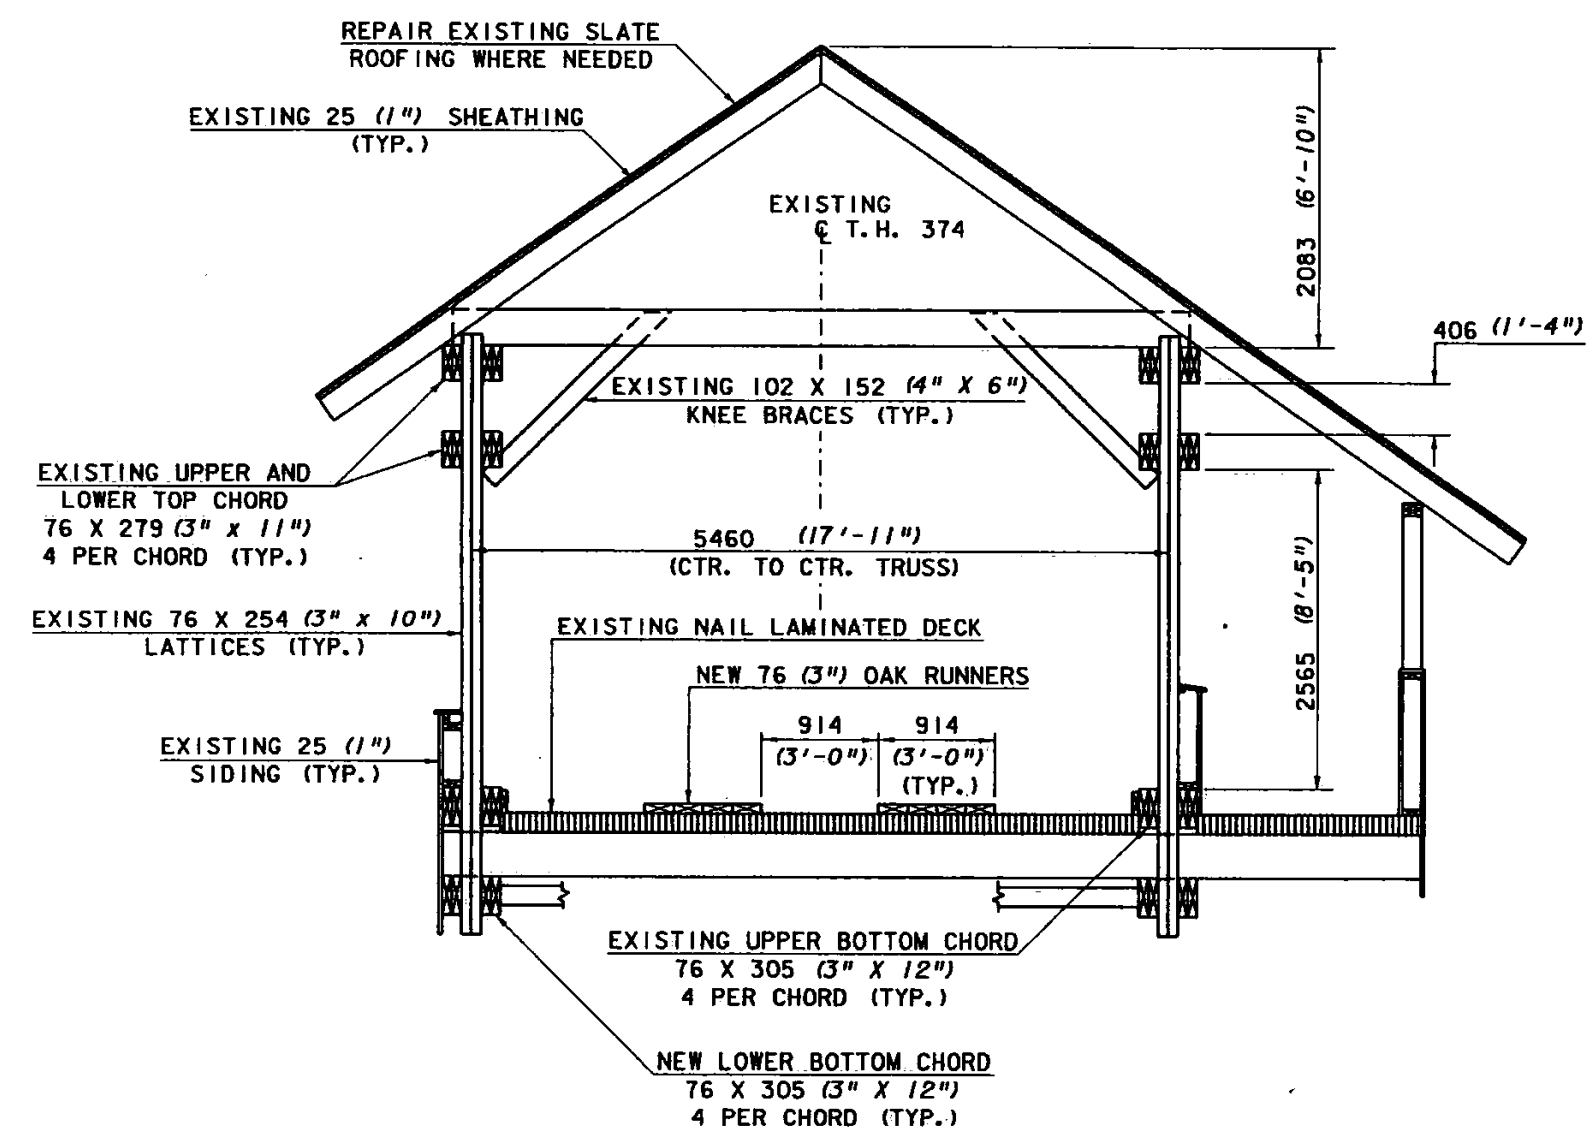 REPAIR EXISTING SLATE
ROOFING WHERE NEEDED
EXISTING 25 (1") SHEATHING
(TYP.)
EXISTING
℄ T.H. 374
2083 (6'-10")
406 (1'-4")
EXISTING 102 X 152 (4" X 6")
KNEE BRACES (TYP.)
EXISTING UPPER AND
LOWER TOP CHORD
76 X 279 (3" x 11")
4 PER CHORD (TYP.)
5460 (17'-11")
(CTR. TO CTR. TRUSS)
2565 (8'-5")
EXISTING 76 X 254 (3" x 10")
LATTICES (TYP.)
EXISTING NAIL LAMINATED DECK
NEW 76 (3") OAK RUNNERS
914
(3'-0")
914
(3'-0")
(TYP.)
EXISTING 25 (1")
SIDING (TYP.)
EXISTING UPPER BOTTOM CHORD
76 X 305 (3" X 12")
4 PER CHORD (TYP.)
NEW LOWER BOTTOM CHORD
76 X 305 (3" X 12")
4 PER CHORD (TYP.)